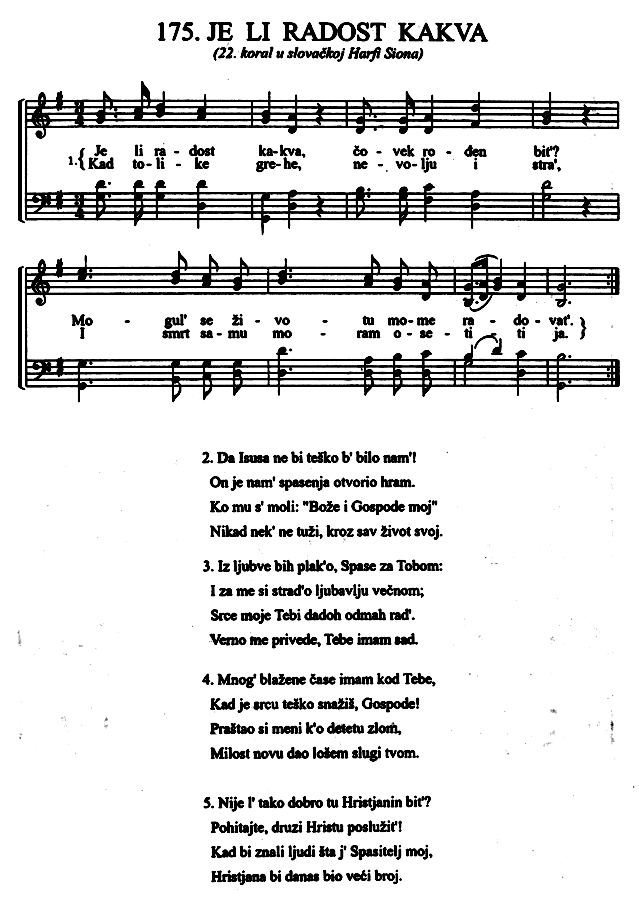 175. JE LI RADOST KAKVA
(22. koral u slovačkoj Harfi Siona)
1. { Je li ra - dost ka-kva, čo - vek ro - đen bit'?
Kad to-li - ke gre-he, ne - vo-lju i stra',
Mo - gul' se ži - vo - tu mo-me ra - do-vat'. }
I smrt sa-mu mo - ram o-se - ti - ti ja.
2. Da Isusa ne bi teško b' bilo nam'!
On je nam' spasenja otvorio hram.
Ko mu s' moli: "Bože i Gospode moj"
Nikad nek' ne tuži, kroz sav život svoj.
3. Iz ljubve bih plak'o, Spase za Tobom:
I za me si strad'o ljubavlju večnom;
Srce moje Tebi dadoh odmah rad'.
Verno me privede, Tebe imam sad.
4. Mnog' blažene čase imam kod Tebe,
Kad je srcu teško snažiš, Gospode!
Praštao si meni k'o detetu zlom,
Milost novu dao lošem slugi tvom.
5. Nije l' tako dobro tu Hristjanin bit'?
Pohitajte, druzi Hristu poslužit'!
Kad bi znali ljudi šta j' Spasitelj moj,
Hristjana bi danas bio veći broj.